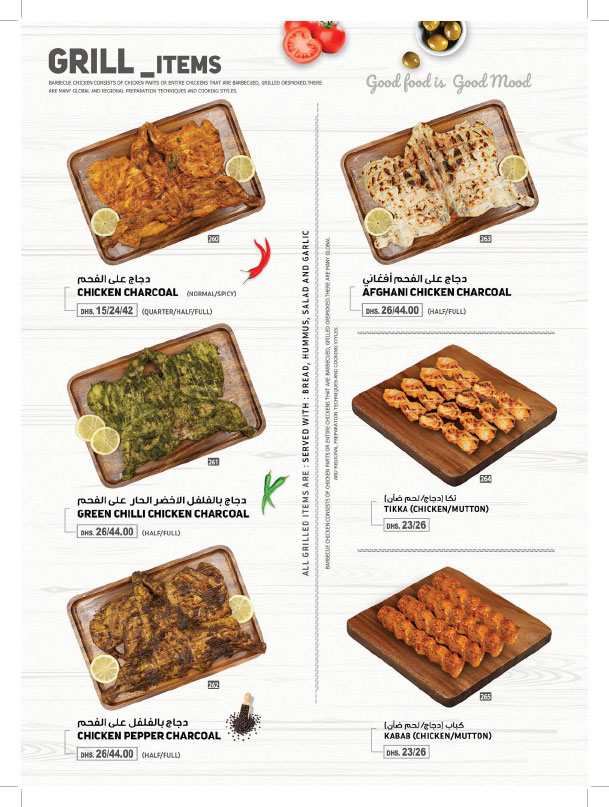 GRILL _ITEMS
BARBECUE CHICKEN CONSISTS OF CHICKEN PARTS OR ENTIRE CHICKENS THAT ARE BARBECUED, GRILLED ORSMOKED.THERE
ARE MANY GLOBAL AND REGIONAL PREPARATION TECHNIQUES AND COOKING STYLES.
Good food is Good Mood
260
دجاج على الفحم
CHICKEN CHARCOAL (NORMAL/SPICY)
DHS. 15/24/42 (QUARTER/HALF/FULL)
261
دجاج بالفلفل الاخضر الحار على الفحم
GREEN CHILLI CHICKEN CHARCOAL
DHS. 26/44.00 (HALF/FULL)
262
دجاج بالفلفل على الفحم
CHICKEN PEPPER CHARCOAL
DHS. 26/44.00 (HALF/FULL)
ALL GRILLED ITEMS ARE : SERVED WITH : BREAD, HUMMUS, SALAD AND GARLIC
BARBECUE CHICKEN CONSISTS OF CHICKEN PARTS OR ENTIRE CHICKENS THAT ARE BARBECUED, GRILLED ORSMOKED.THERE ARE MANY GLOBAL
AND REGIONAL PREPARATION TECHNIQUES AND COOKING STYLES.
263
دجاج على الفحم أفغاني
AFGHANI CHICKEN CHARCOAL
DHS. 26/44.00 (HALF/FULL)
264
تكا (دجاج/لحم ضأن)
TIKKA (CHICKEN/MUTTON)
DHS. 23/26
265
كباب (دجاج/لحم ضأن)
KABAB (CHICKEN/MUTTON)
DHS. 23/26